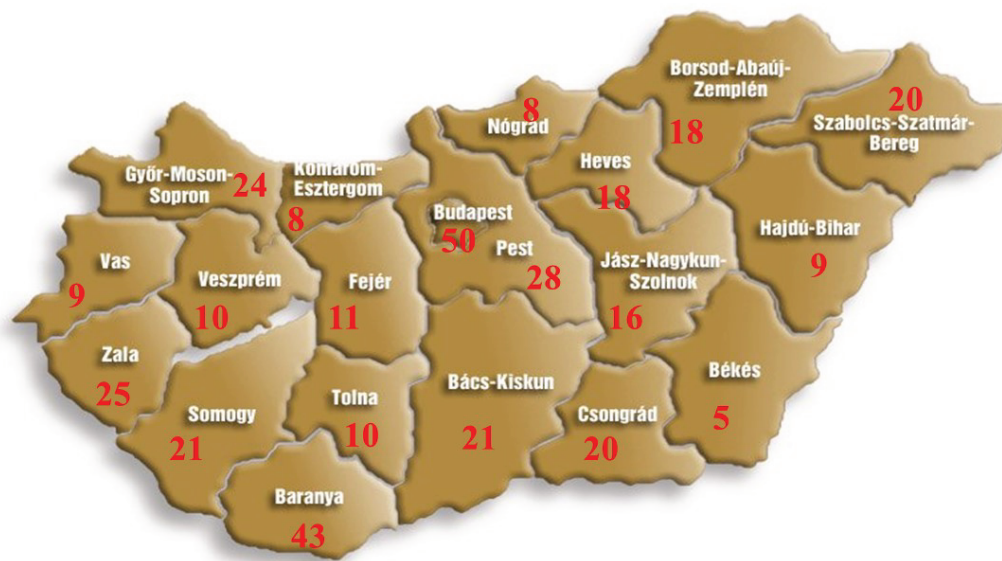 Borsod-Abaúj-
Zemplén
18
20
Szabolcs-Szatmár-
Bereg
8
Nógrád
Heves
18
Győr-Moson-
Sopron
24
Komárom-
Esztergom
8
Budapest
50
Pest
28
Hajdú-Bihar
9
Vas
9
Veszprém
10
Fejér
11
Jász-Nagykun-
Szolnok
16
Zala
25
Somogy
21
Tolna
10
Bács-Kiskun
21
Csongrád
20
Békés
5
Baranya
43